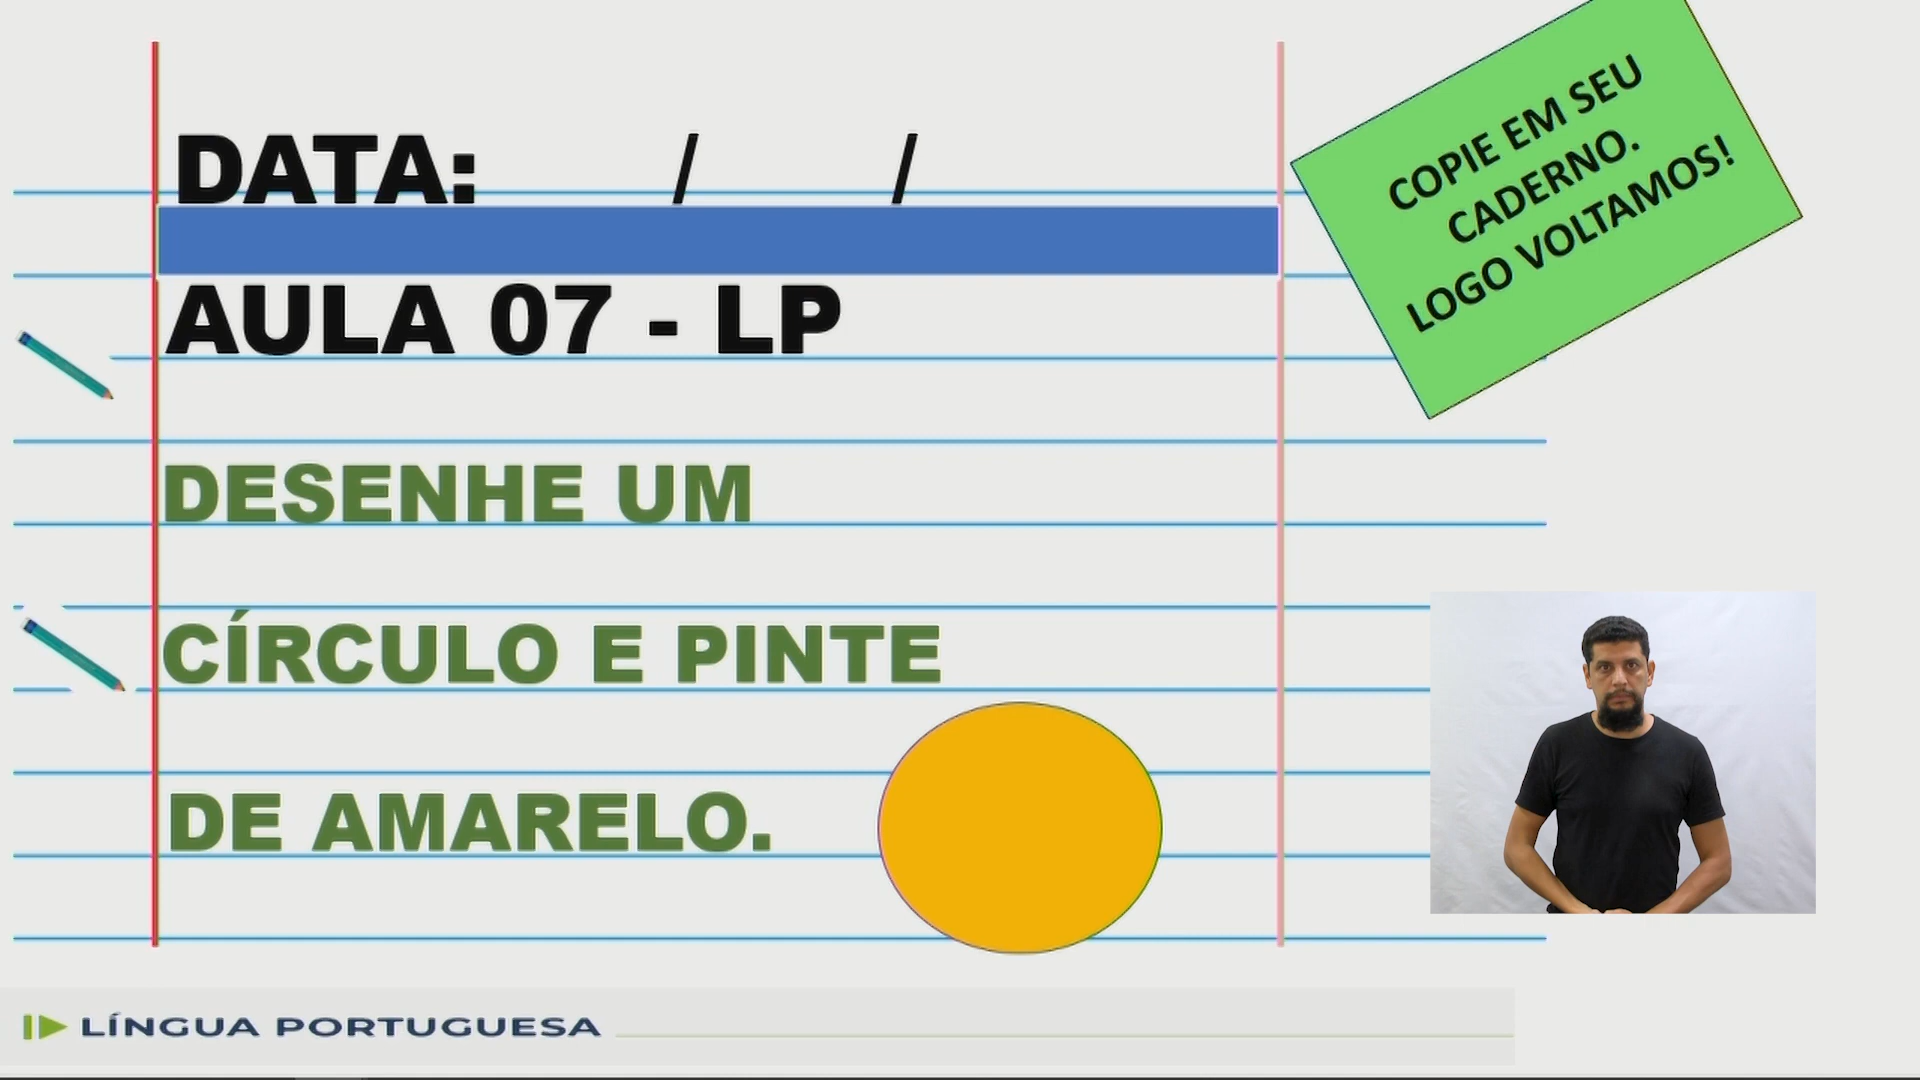 DATA: / /
AULA 07 - LP
DESENHE UM
CÍRCULO E PINTE
DE AMARELO.
COPIE EM SEU
CADERNO.
LOGO VOLTAMOS!
LÍNGUA PORTUGUESA